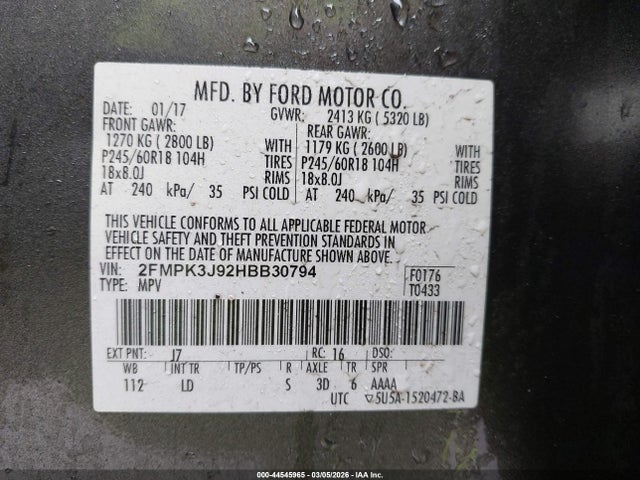 MFD. BY FORD MOTOR CO.
DATE: 01/17 GVWR: 2413 KG ( 5320 LB)
FRONT GAWR: REAR GAWR:
1270 KG ( 2800 LB) WITH 1179 KG ( 2600 LB) WITH
P245/60R18 104H TIRES P245/60R18 104H TIRES
18x8.0J RIMS 18x8.0J RIMS
AT 240 kPa/ 35 PSI COLD AT 240 kPa/ 35 PSI COLD
THIS VEHICLE CONFORMS TO ALL APPLICABLE FEDERAL MOTOR
VEHICLE SAFETY AND THEFT PREVENTION STANDARDS IN
EFFECT ON THE DATE OF MANUFACTURE SHOWN ABOVE.
VIN: 2FMPK3J92HBB30794 F0176
TYPE: MPV T0433
EXT PNT: J7 RC: 16 DSO:
WB INT TR TP/PS R AXLE TR SPR
112 LD S 3D 6 AAAA
UTC ▽5U5A-1520472-BA
000-44545965 | 03/05/2026 | IAA Inc.